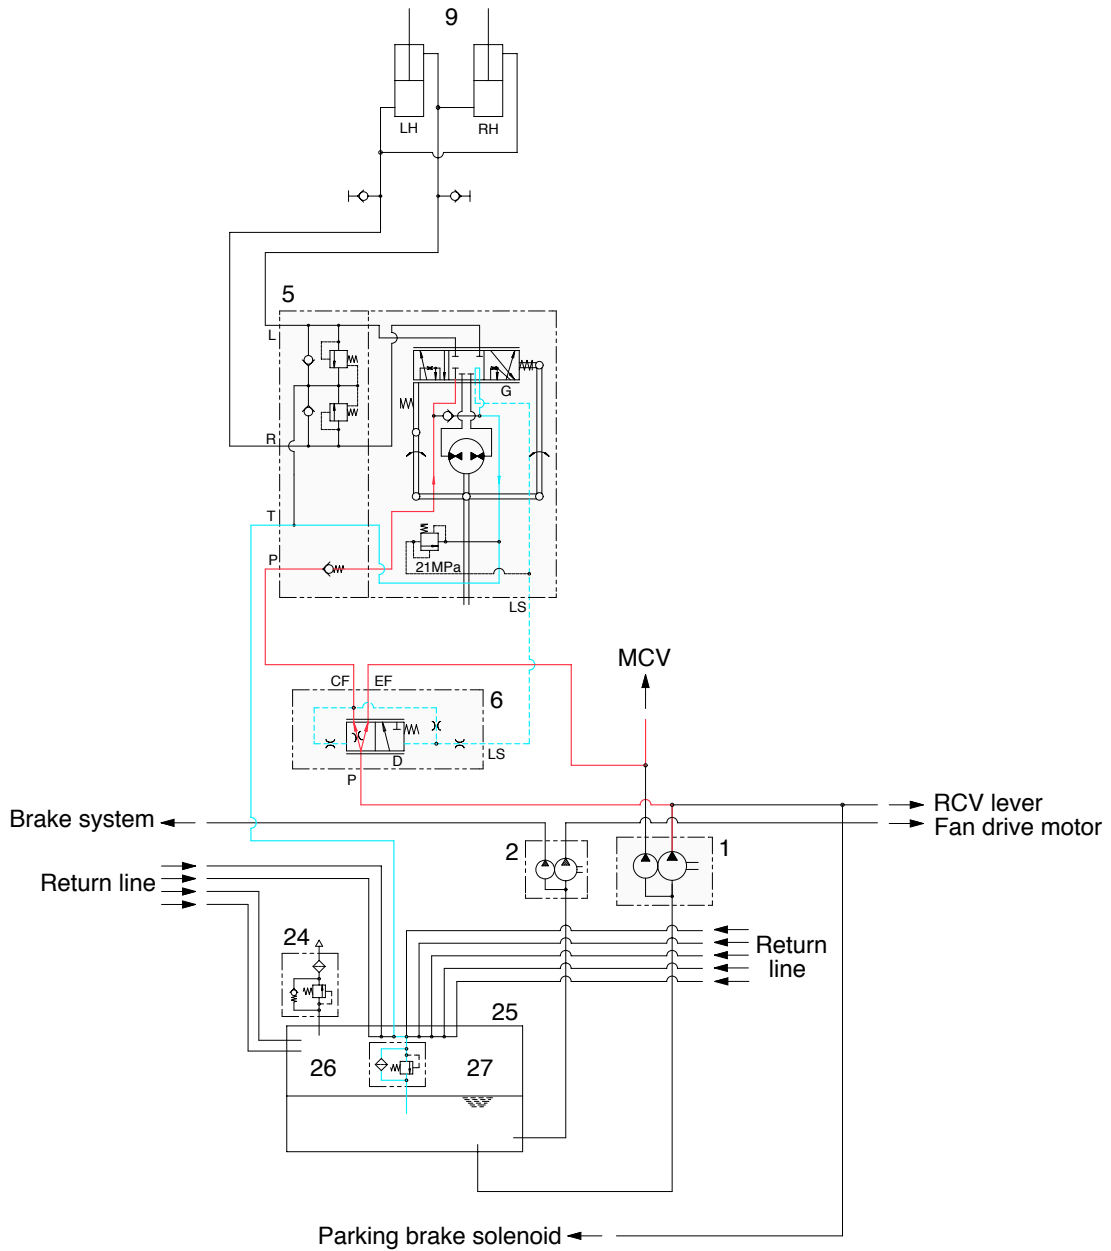 9
LH
RH
5
L
G
R
T
P
21MPa
LS
MCV
CF
EF
6
LS
D
P
RCV lever
Brake system
Fan drive motor
2
1
Return line
24
Return
line
25
26
27
Parking brake solenoid